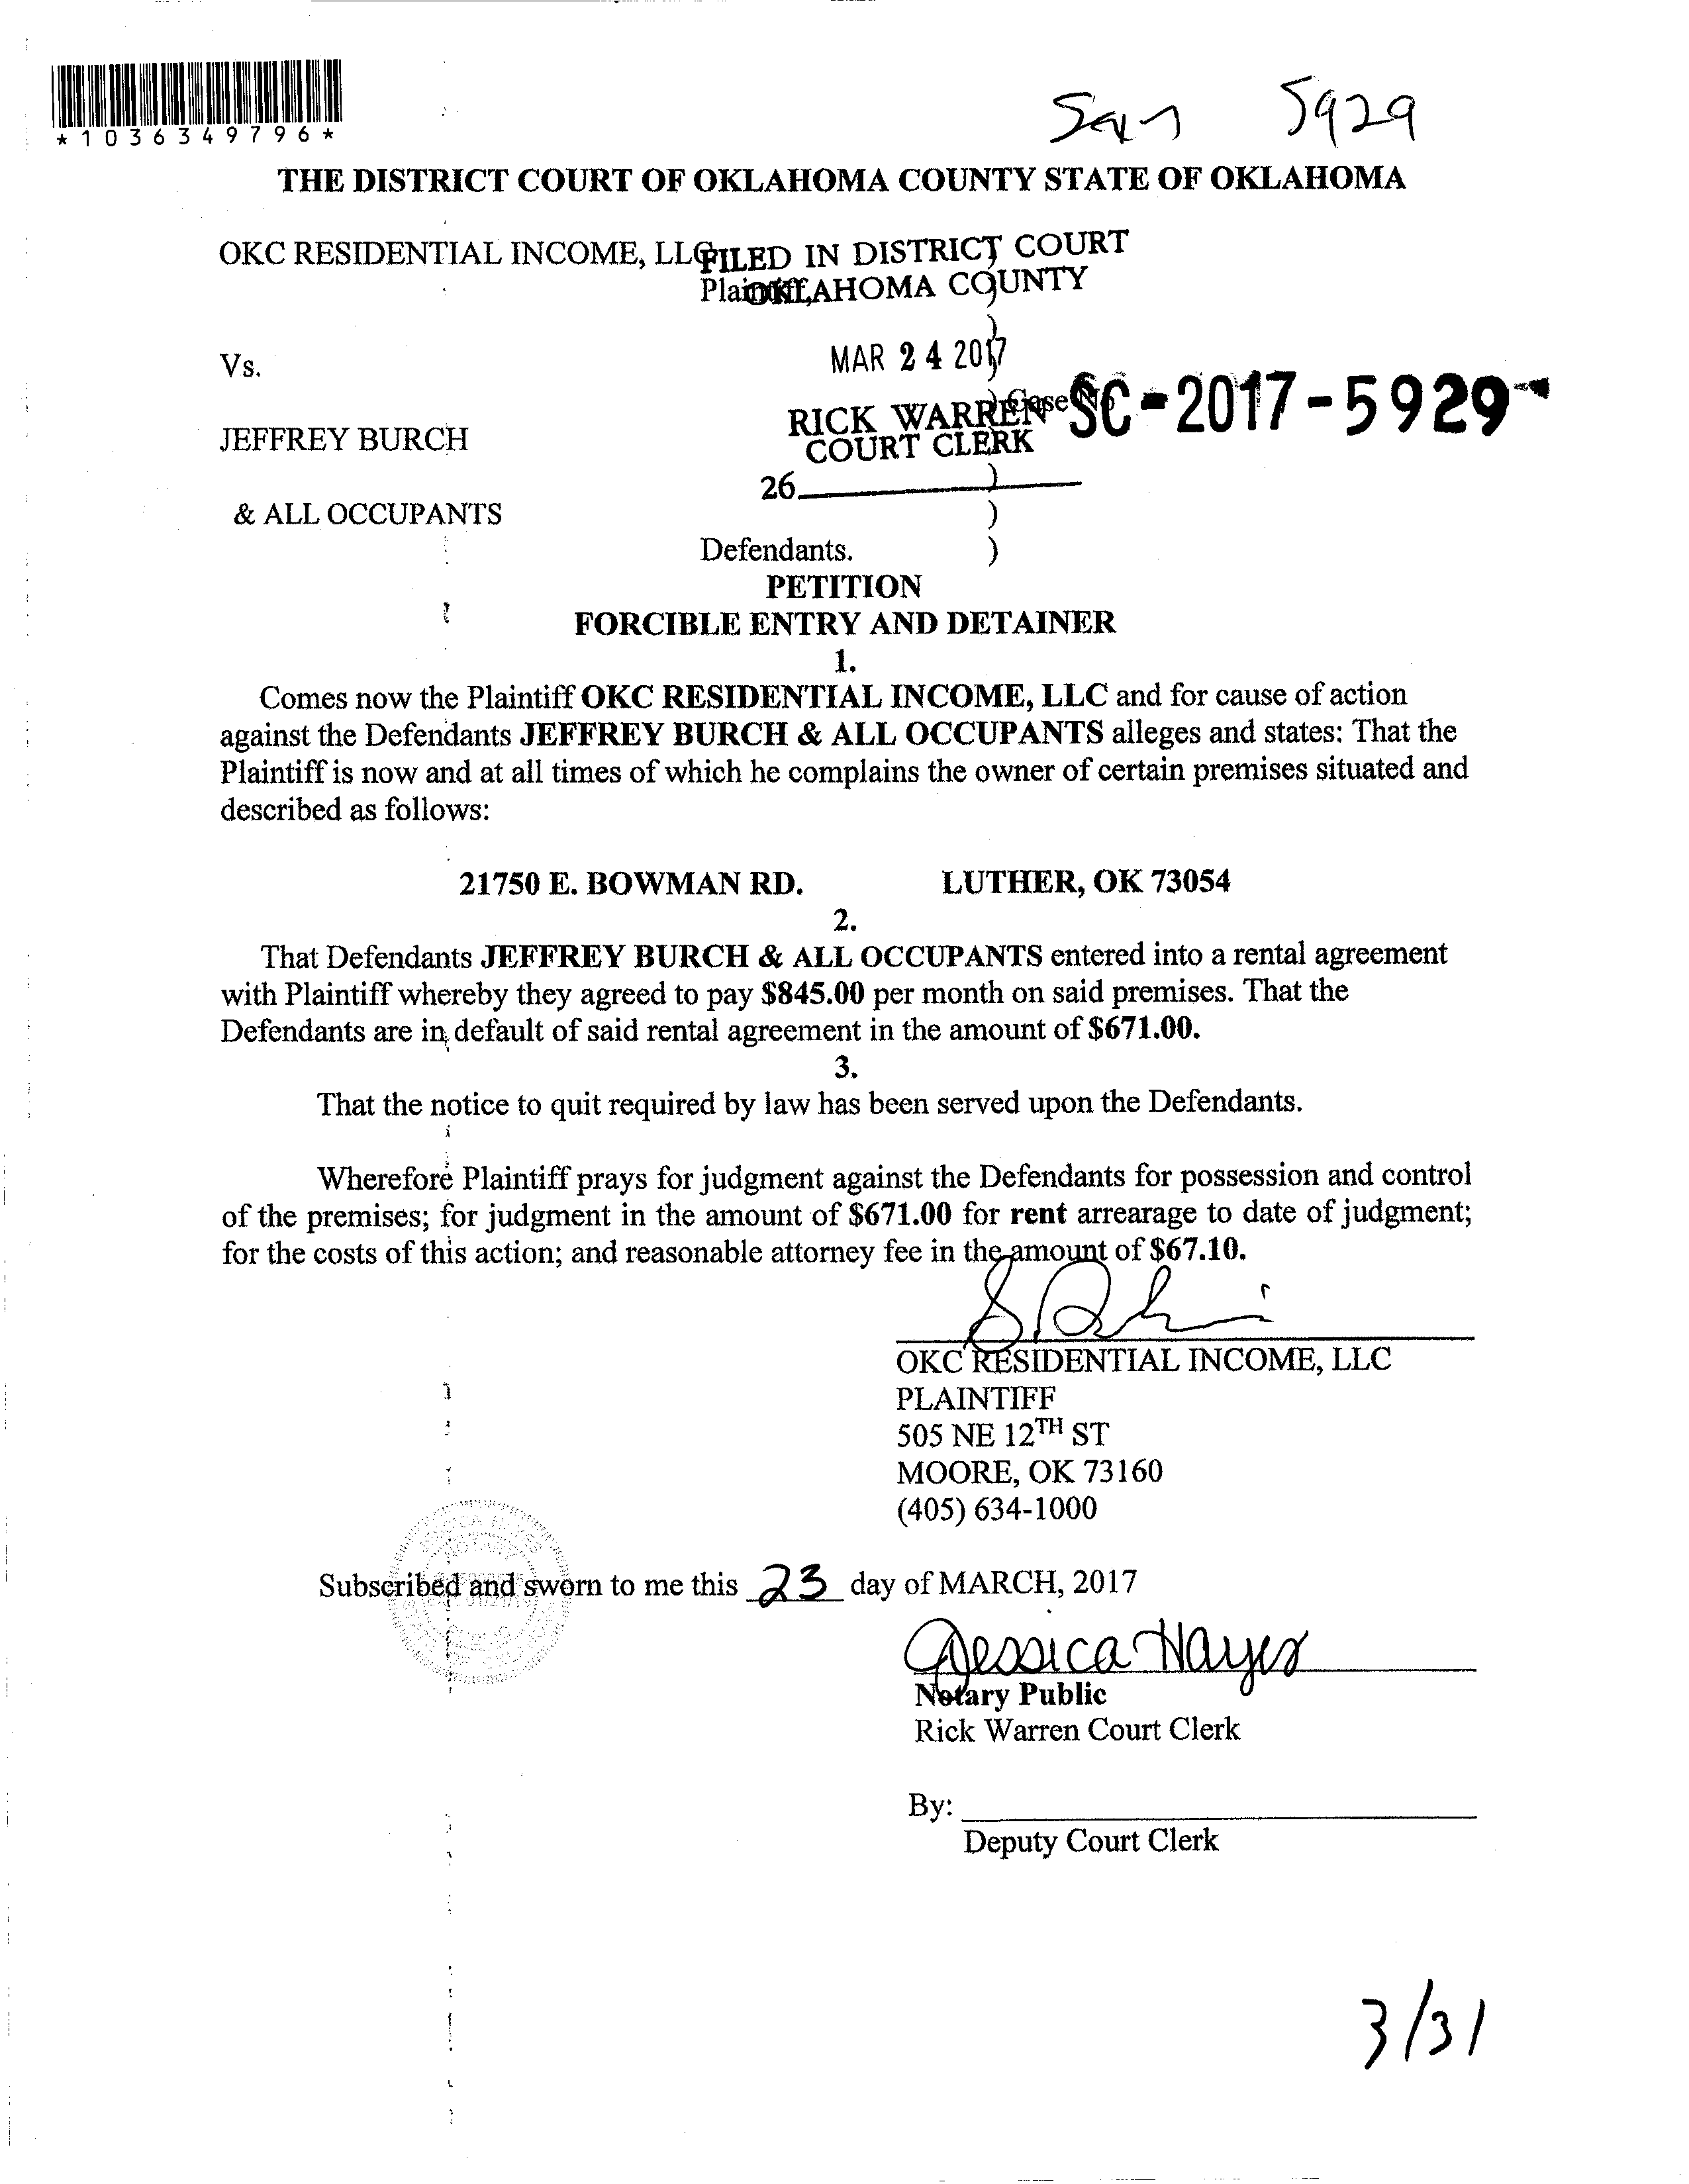 *1036349796*
5929
THE DISTRICT COURT OF OKLAHOMA COUNTY STATE OF OKLAHOMA
OKC RESIDENTIAL INCOME, LLC
FILED IN DISTRICT COURT
Plaintiff,
OKLAHOMA COUNTY
)
)
Vs.
MAR 24 2017
)
RICK WARREN
COURT CLERK
) Case No
SC-2017-5929
JEFFREY BURCH
26
)
& ALL OCCUPANTS
)
Defendants. )
PETITION
FORCIBLE ENTRY AND DETAINER
1.
Comes now the Plaintiff OKC RESIDENTIAL INCOME, LLC and for cause of action
against the Defendants JEFFREY BURCH & ALL OCCUPANTS alleges and states: That the
Plaintiff is now and at all times of which he complains the owner of certain premises situated and
described as follows:
21750 E. BOWMAN RD. LUTHER, OK 73054
2.
That Defendants JEFFREY BURCH & ALL OCCUPANTS entered into a rental agreement
with Plaintiff whereby they agreed to pay $845.00 per month on said premises. That the
Defendants are in default of said rental agreement in the amount of $671.00.
3.
That the notice to quit required by law has been served upon the Defendants.
Wherefore Plaintiff prays for judgment against the Defendants for possession and control
of the premises; for judgment in the amount of $671.00 for rent arrearage to date of judgment;
for the costs of this action; and reasonable attorney fee in the amount of $67.10.
OKC RESIDENTIAL INCOME, LLC
PLAINTIFF
505 NE 12TH ST
MOORE, OK 73160
(405) 634-1000
Subscribed and sworn to me this 23 day of MARCH, 2017
Jessica Hayes
Notary Public
Rick Warren Court Clerk
By:
Deputy Court Clerk
3/31